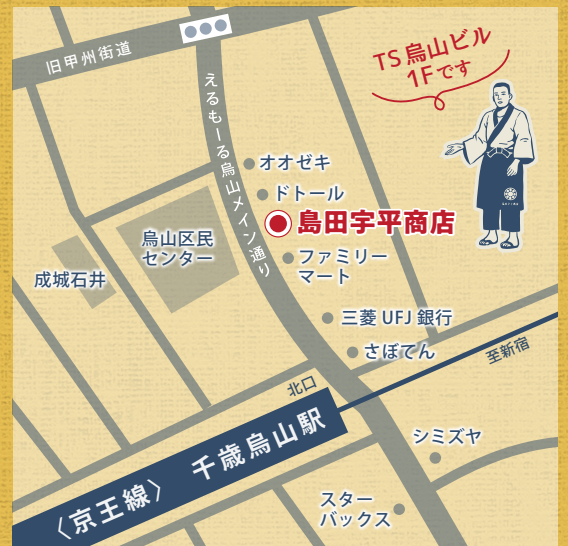 旧甲州街道
TS 烏山ビル
1Fです
えるもーる烏山メイン通り
オオゼキ
ドトール
島田宇平商店
烏山区民
センター
ファミリー
マート
成城石井
三菱 UFJ 銀行
さぼてん
至新宿
北口
千歳烏山駅
〈京王線〉
シミズヤ
スター
バックス